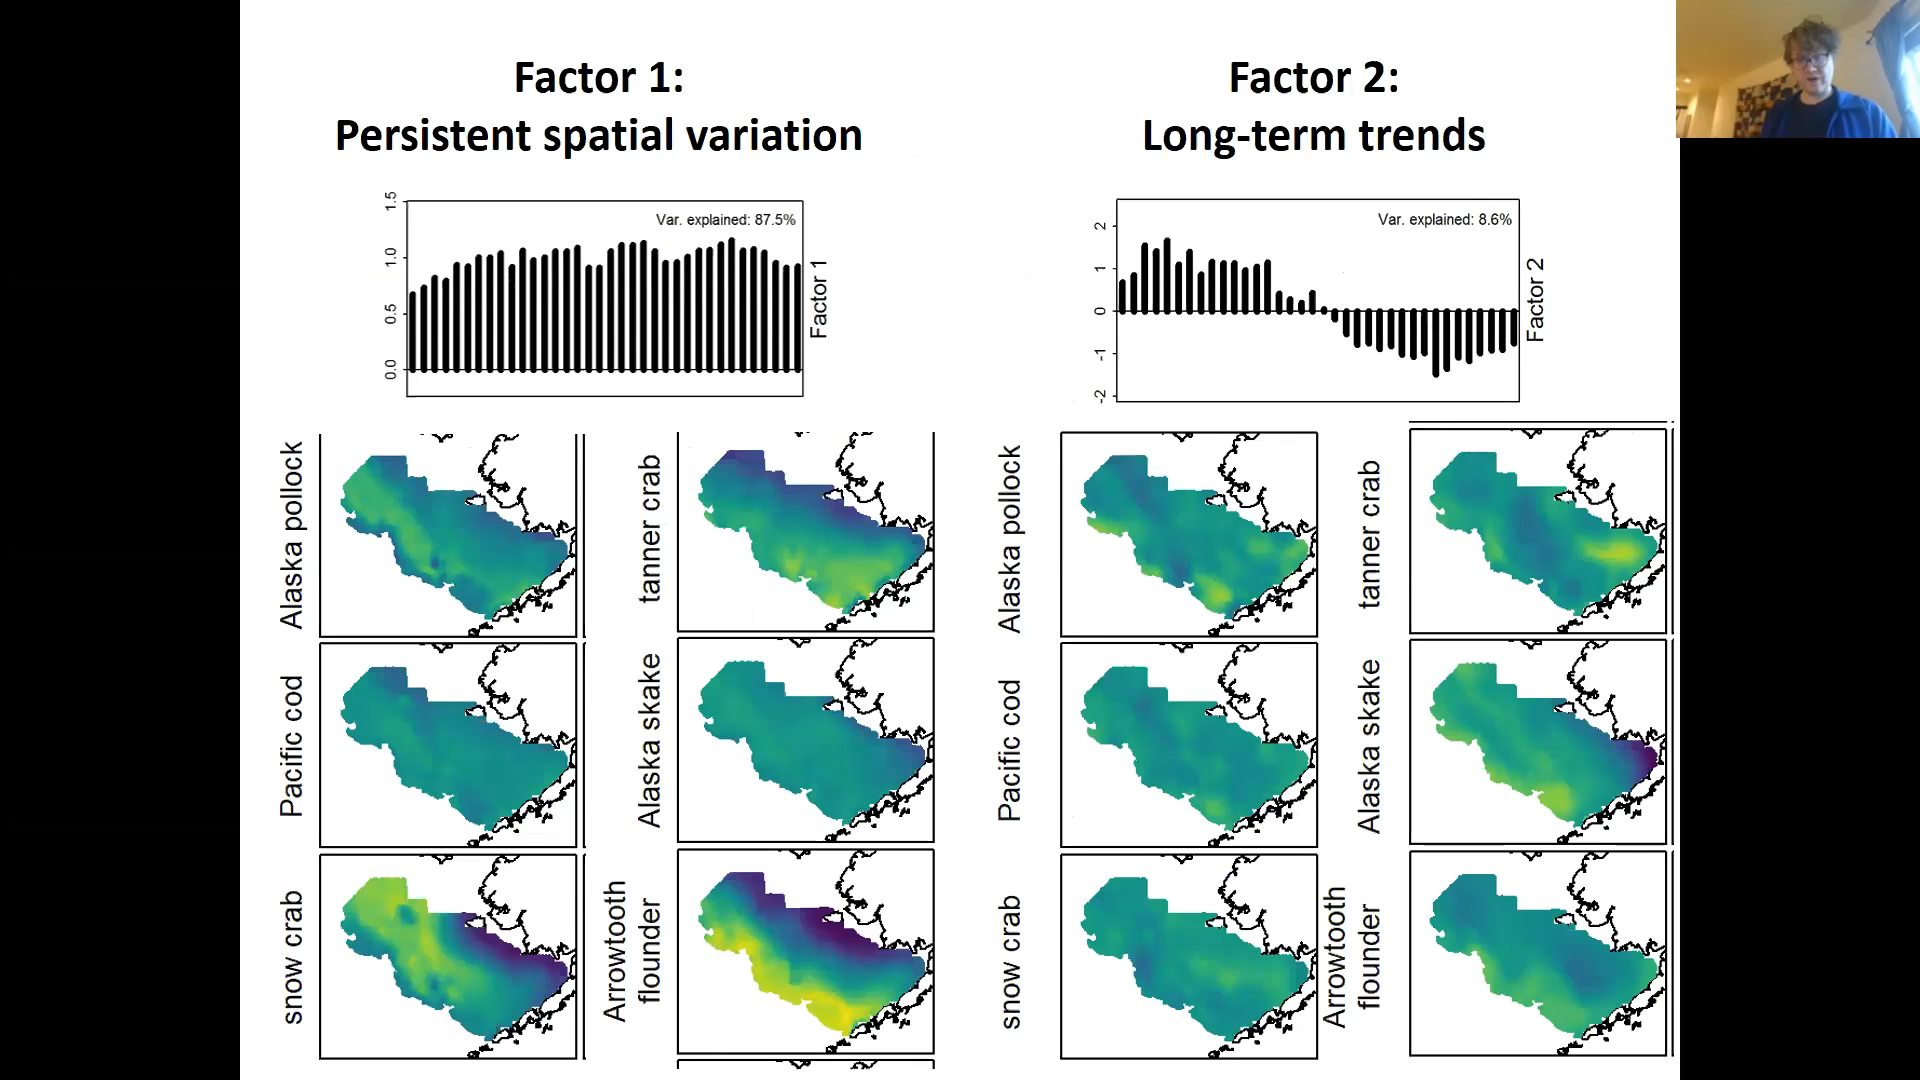 Factor 1:
Persistent spatial variation
Var. explained: 87.5%
1.5
1.0
0.5
0.0
Factor 1
Alaska pollock
tanner crab
Pacific cod
Alaska skake
snow crab
Arrowtooth
flounder
Factor 2:
Long-term trends
Var. explained: 8.6%
2
1
0
-1
-2
Factor 2
Alaska pollock
tanner crab
Pacific cod
Alaska skake
snow crab
Arrowtooth
flounder